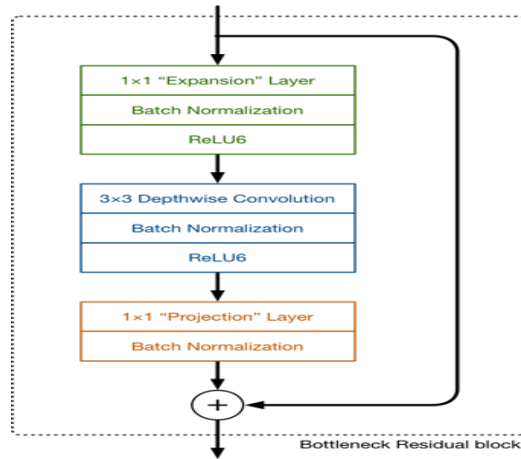 1×1 “Expansion” Layer
Batch Normalization
ReLU6
3×3 Depthwise Convolution
Batch Normalization
ReLU6
1×1 “Projection” Layer
Batch Normalization
+
Bottleneck Residual block